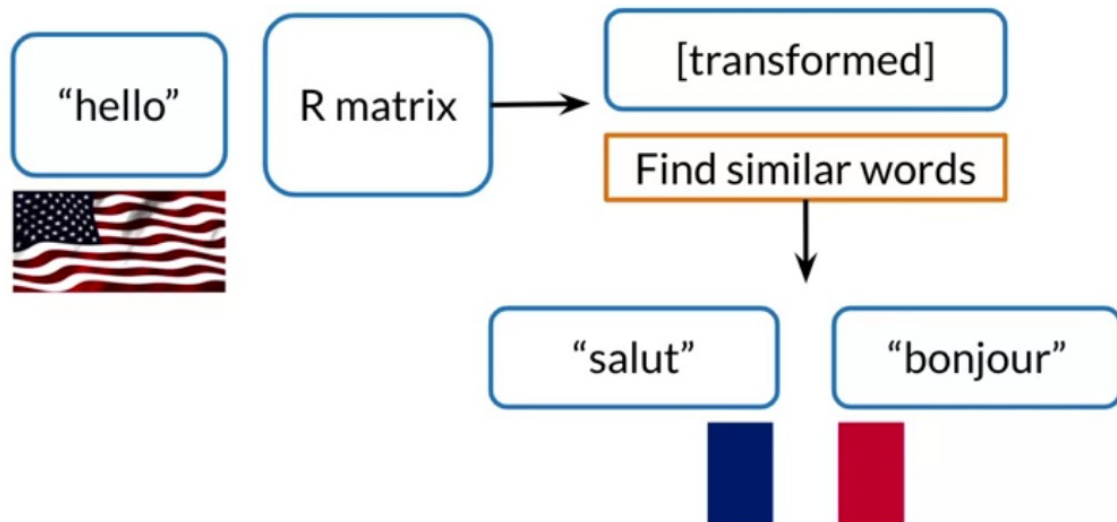 “hello”
R matrix
[transformed]
Find similar words
“salut”
“bonjour”